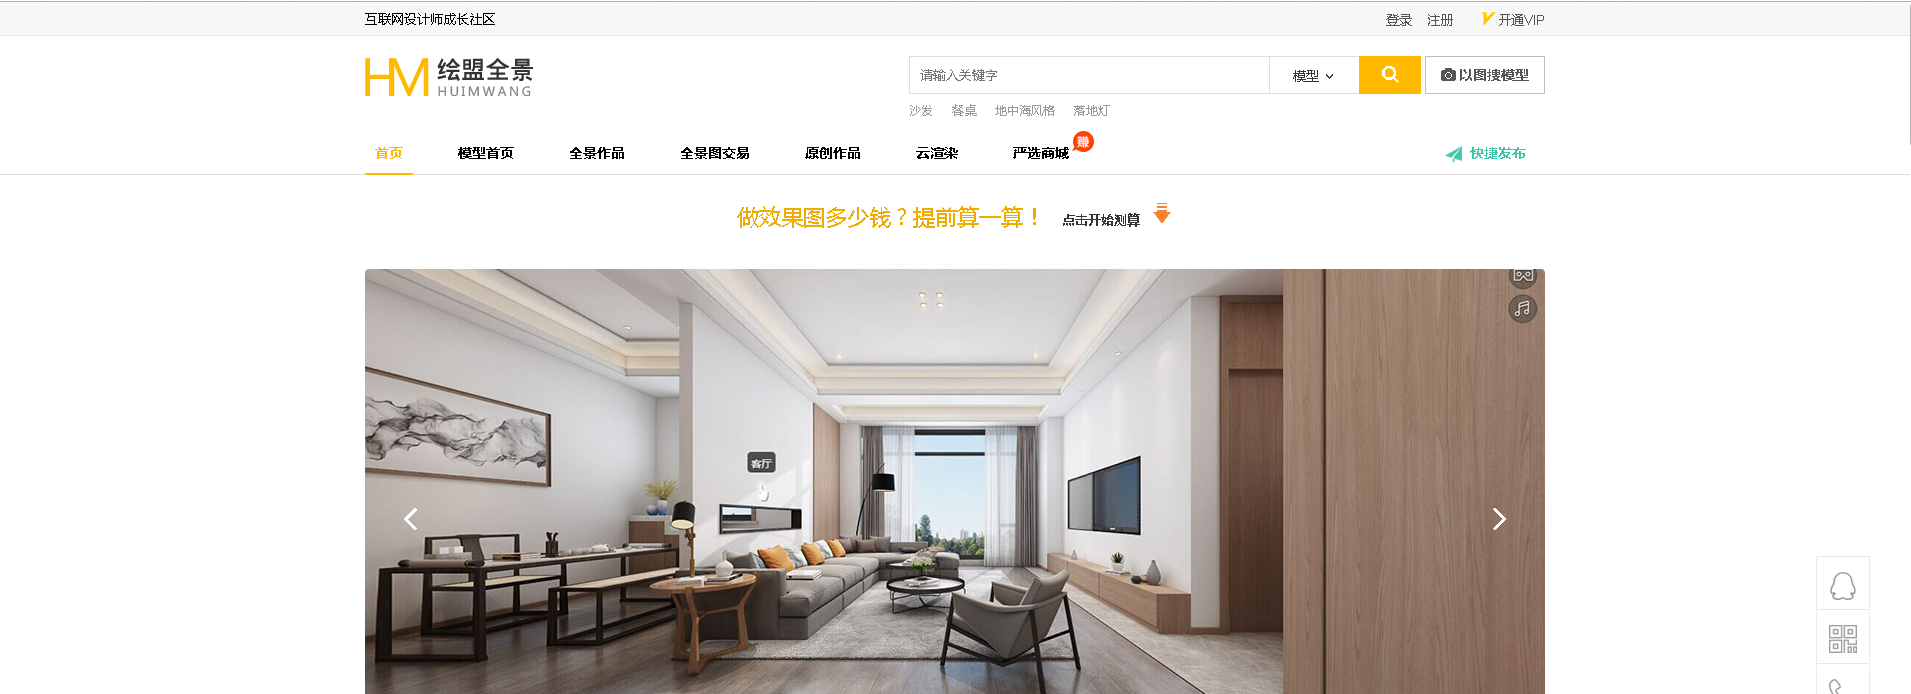 互联网设计师成长社区
登录 注册 开通VIP
HM 绘盟全景
HUIMWANG
请输入关键字 模型 以图搜模型
沙发 餐桌 地中海风格 落地灯
首页 模型首页 全景作品 全景图交易 原创作品 云渲染 严选商城 赚 快捷发布
做效果图多少钱？提前算一算！ 点击开始测算
客厅